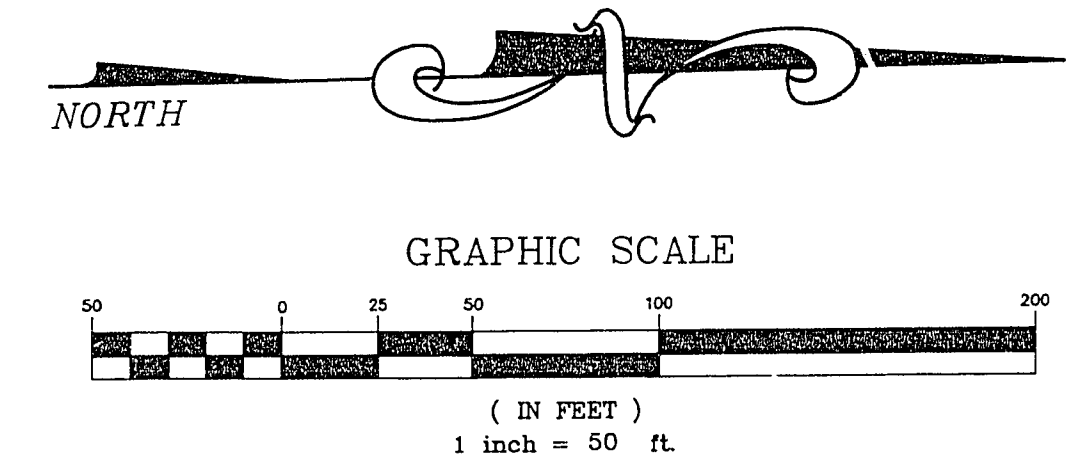 NORTH
GRAPHIC SCALE
50 0 25 50 100 200
( IN FEET )
1 inch = 50 ft.